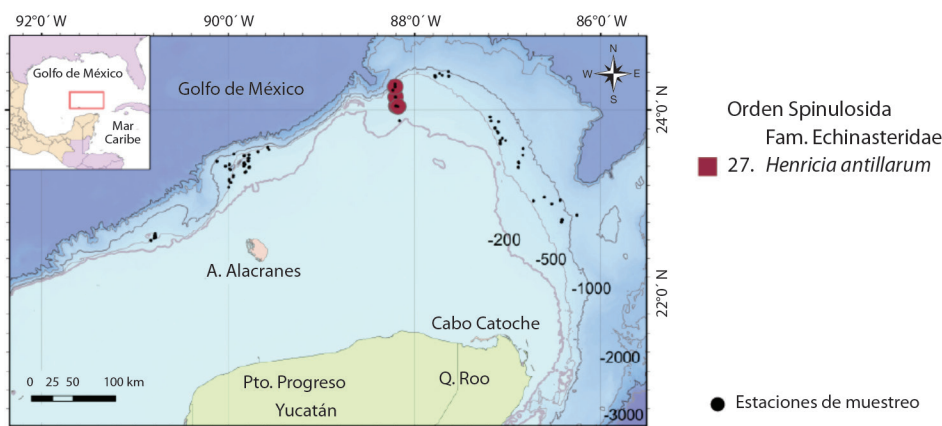 92°0´ W
90°0´ W
88°0´ W
86°0´ W
Golfo de México
Mar
Caribe
Golfo de México
N
W
E
S
24°0´ N
22°0´ N
Orden Spinulosida
Fam. Echinasteridae
27. Henricia antillarum
A. Alacranes
-200
-500
-1000
-2000
-3000
Cabo Catoche
Pto. Progreso
Q. Roo
Yucatán
0 25 50 100 km
Estaciones de muestreo